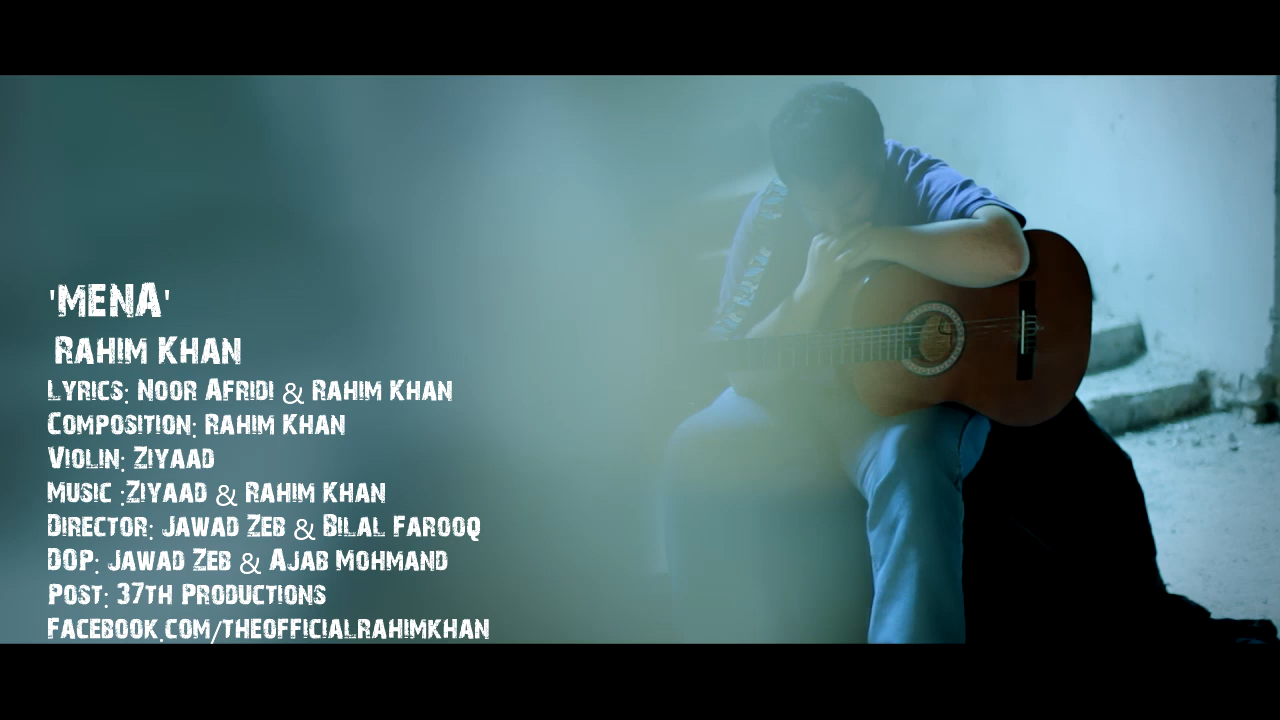 'MENA'
RAHIM KHAN
LYRICS: NOOR AFRIDI & RAHIM KHAN
COMPOSITION: RAHIM KHAN
VIOLIN: ZIYAAD
MUSIC :ZIYAAD & RAHIM KHAN
DIRECTOR: JAWAD ZEB & BILAL FAROOQ
DOP: JAWAD ZEB & AJAB MOHMAND
POST: 37TH PRODUCTIONS
FACEBOOK.COM/THEOFFICIALRAHIMKHAN